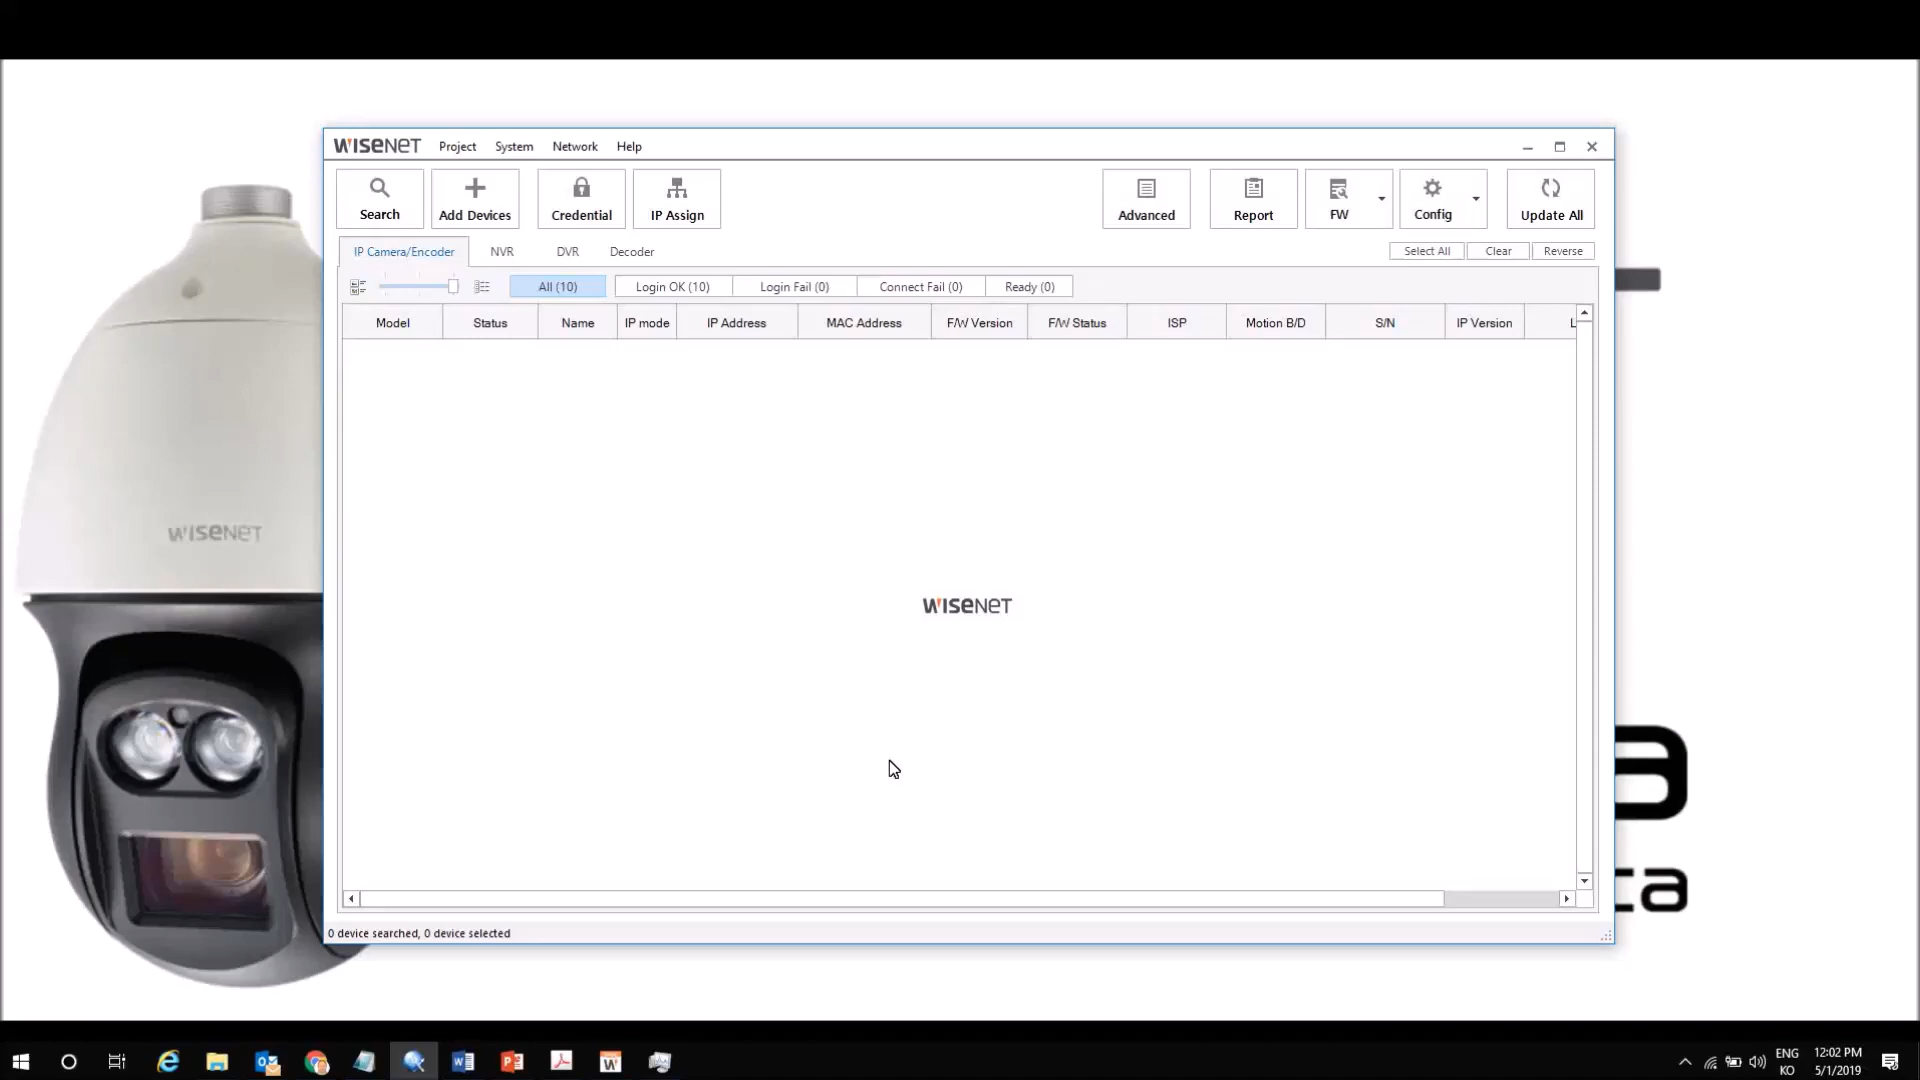 WISENET Project System Network Help
Search Add Devices Credential IP Assign Advanced Report FW Config Update All
IP Camera/Encoder NVR DVR Decoder Select All Clear Reverse
All (10) Login OK (10) Login Fail (0) Connect Fail (0) Ready (0)
Model Status Name IP mode IP Address MAC Address F/W Version F/W Status ISP Motion B/D S/N IP Version L
WISENET
WISENET
0 device searched, 0 device selected
ca
ENG 12:02 PM
KO 5/1/2019